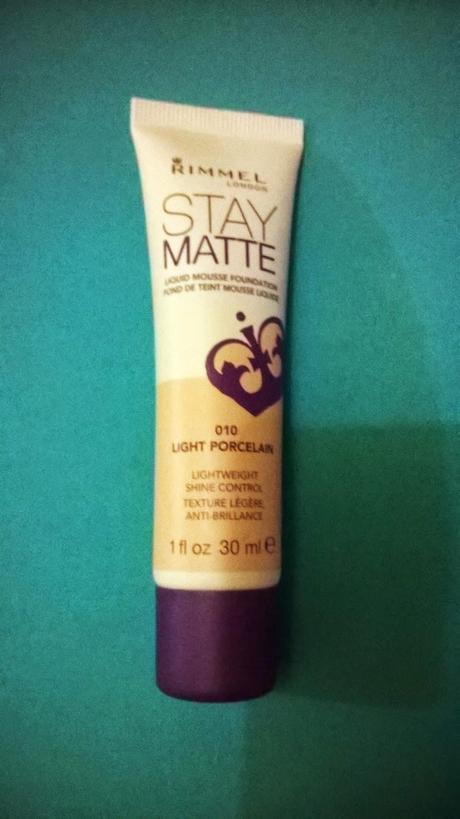 RIMMEL
LONDON
STAY
MATTE
LIQUID MOUSSE FOUNDATION
FOND DE TEINT MOUSSE LIQUIDE
010
LIGHT PORCELAIN
LIGHTWEIGHT
SHINE CONTROL
TEXTURE LÉGÈRE,
ANTI-BRILLANCE
1 fl oz 30 ml ℮